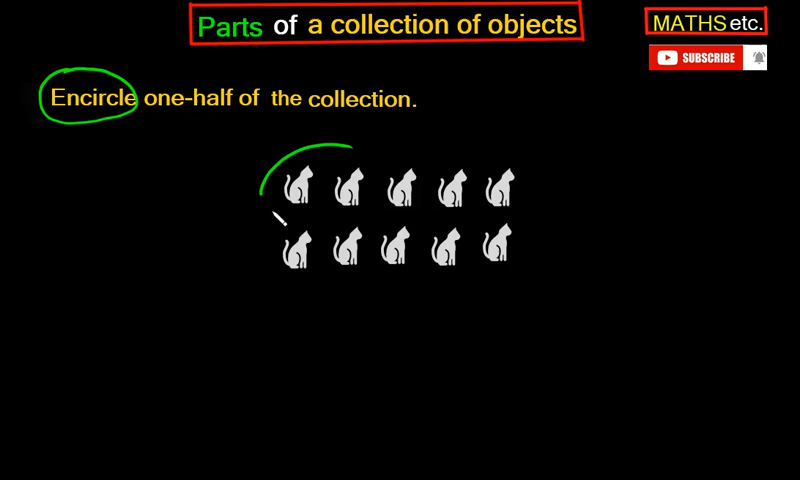 Parts of a collection of objects
MATHS etc.
SUBSCRIBE
Encircle one-half of the collection.